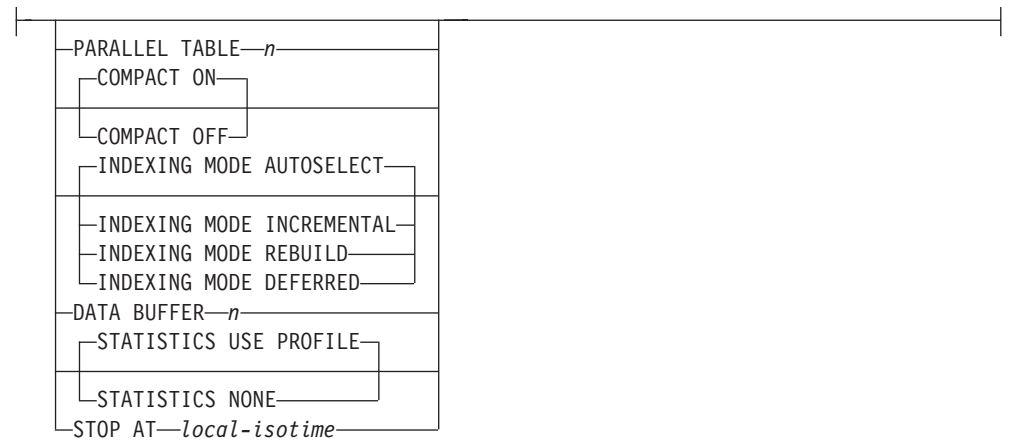 PARALLEL TABLE n
COMPACT ON
COMPACT OFF
INDEXING MODE AUTOSELECT
INDEXING MODE INCREMENTAL
INDEXING MODE REBUILD
INDEXING MODE DEFERRED
DATA BUFFER n
STATISTICS USE PROFILE
STATISTICS NONE
STOP AT local-isotime